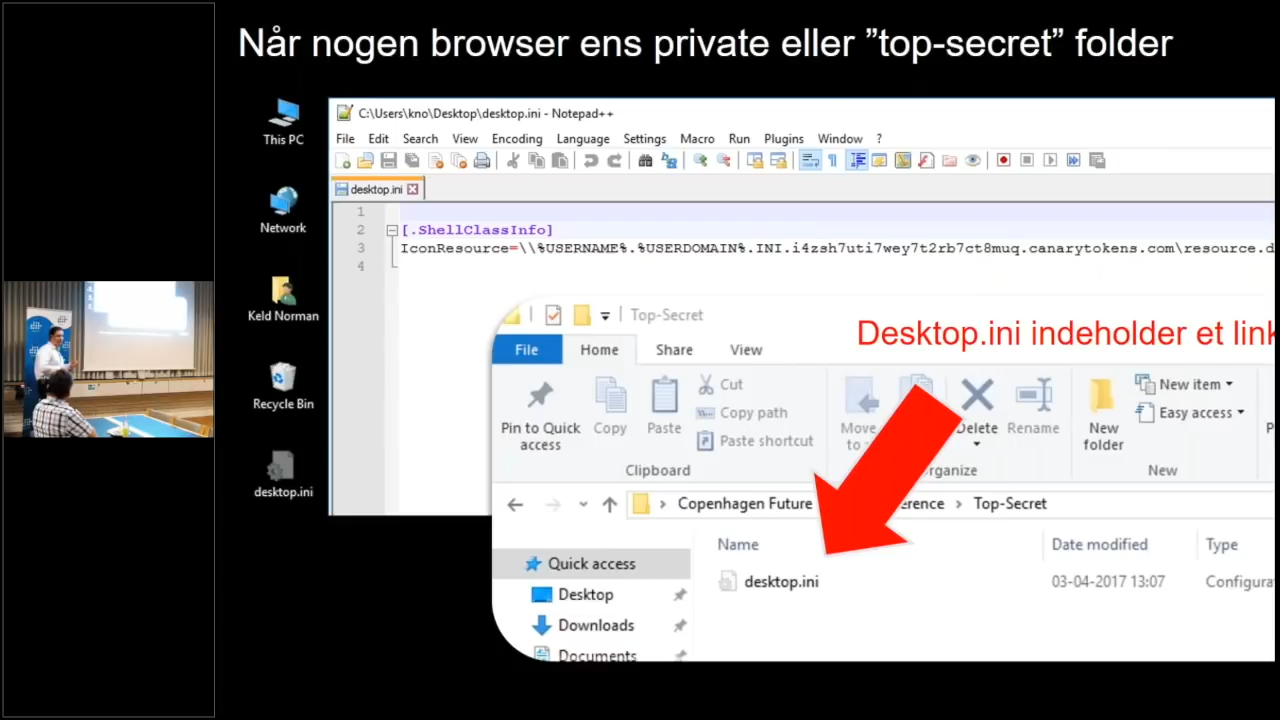 Når nogen browser ens private eller ”top-secret” folder
This PC
Network
Keld Norman
Recycle Bin
desktop.ini
C:\Users\kno\Desktop\desktop.ini - Notepad++
File Edit Search View Encoding Language Settings Macro Run Plugins Window ?
desktop.ini
1
2 [.ShellClassInfo]
3 IconResource=\\%USERNAME%.%USERDOMAIN%.INI.i4zsh7uti7wey7t2rb7ct8muq.canarytokens.com\resource.d
4
Top-Secret
Desktop.ini indeholder et link
File Home Share View
Pin to Quick access
Copy
Paste
Cut
Copy path
Paste shortcut
Clipboard
Move to
Delete
Rename
rganize
New folder
New item
Easy access
New
Copenhagen Future erence > Top-Secret
Name Date modified Type
desktop.ini 03-04-2017 13:07 Configura
Quick access
Desktop
Downloads
Documents